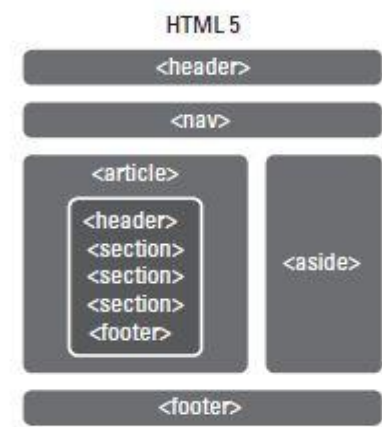 HTML 5
<header>
<nav>
<article>
<header>
<section>
<section>
<section>
<footer>
<aside>
<footer>